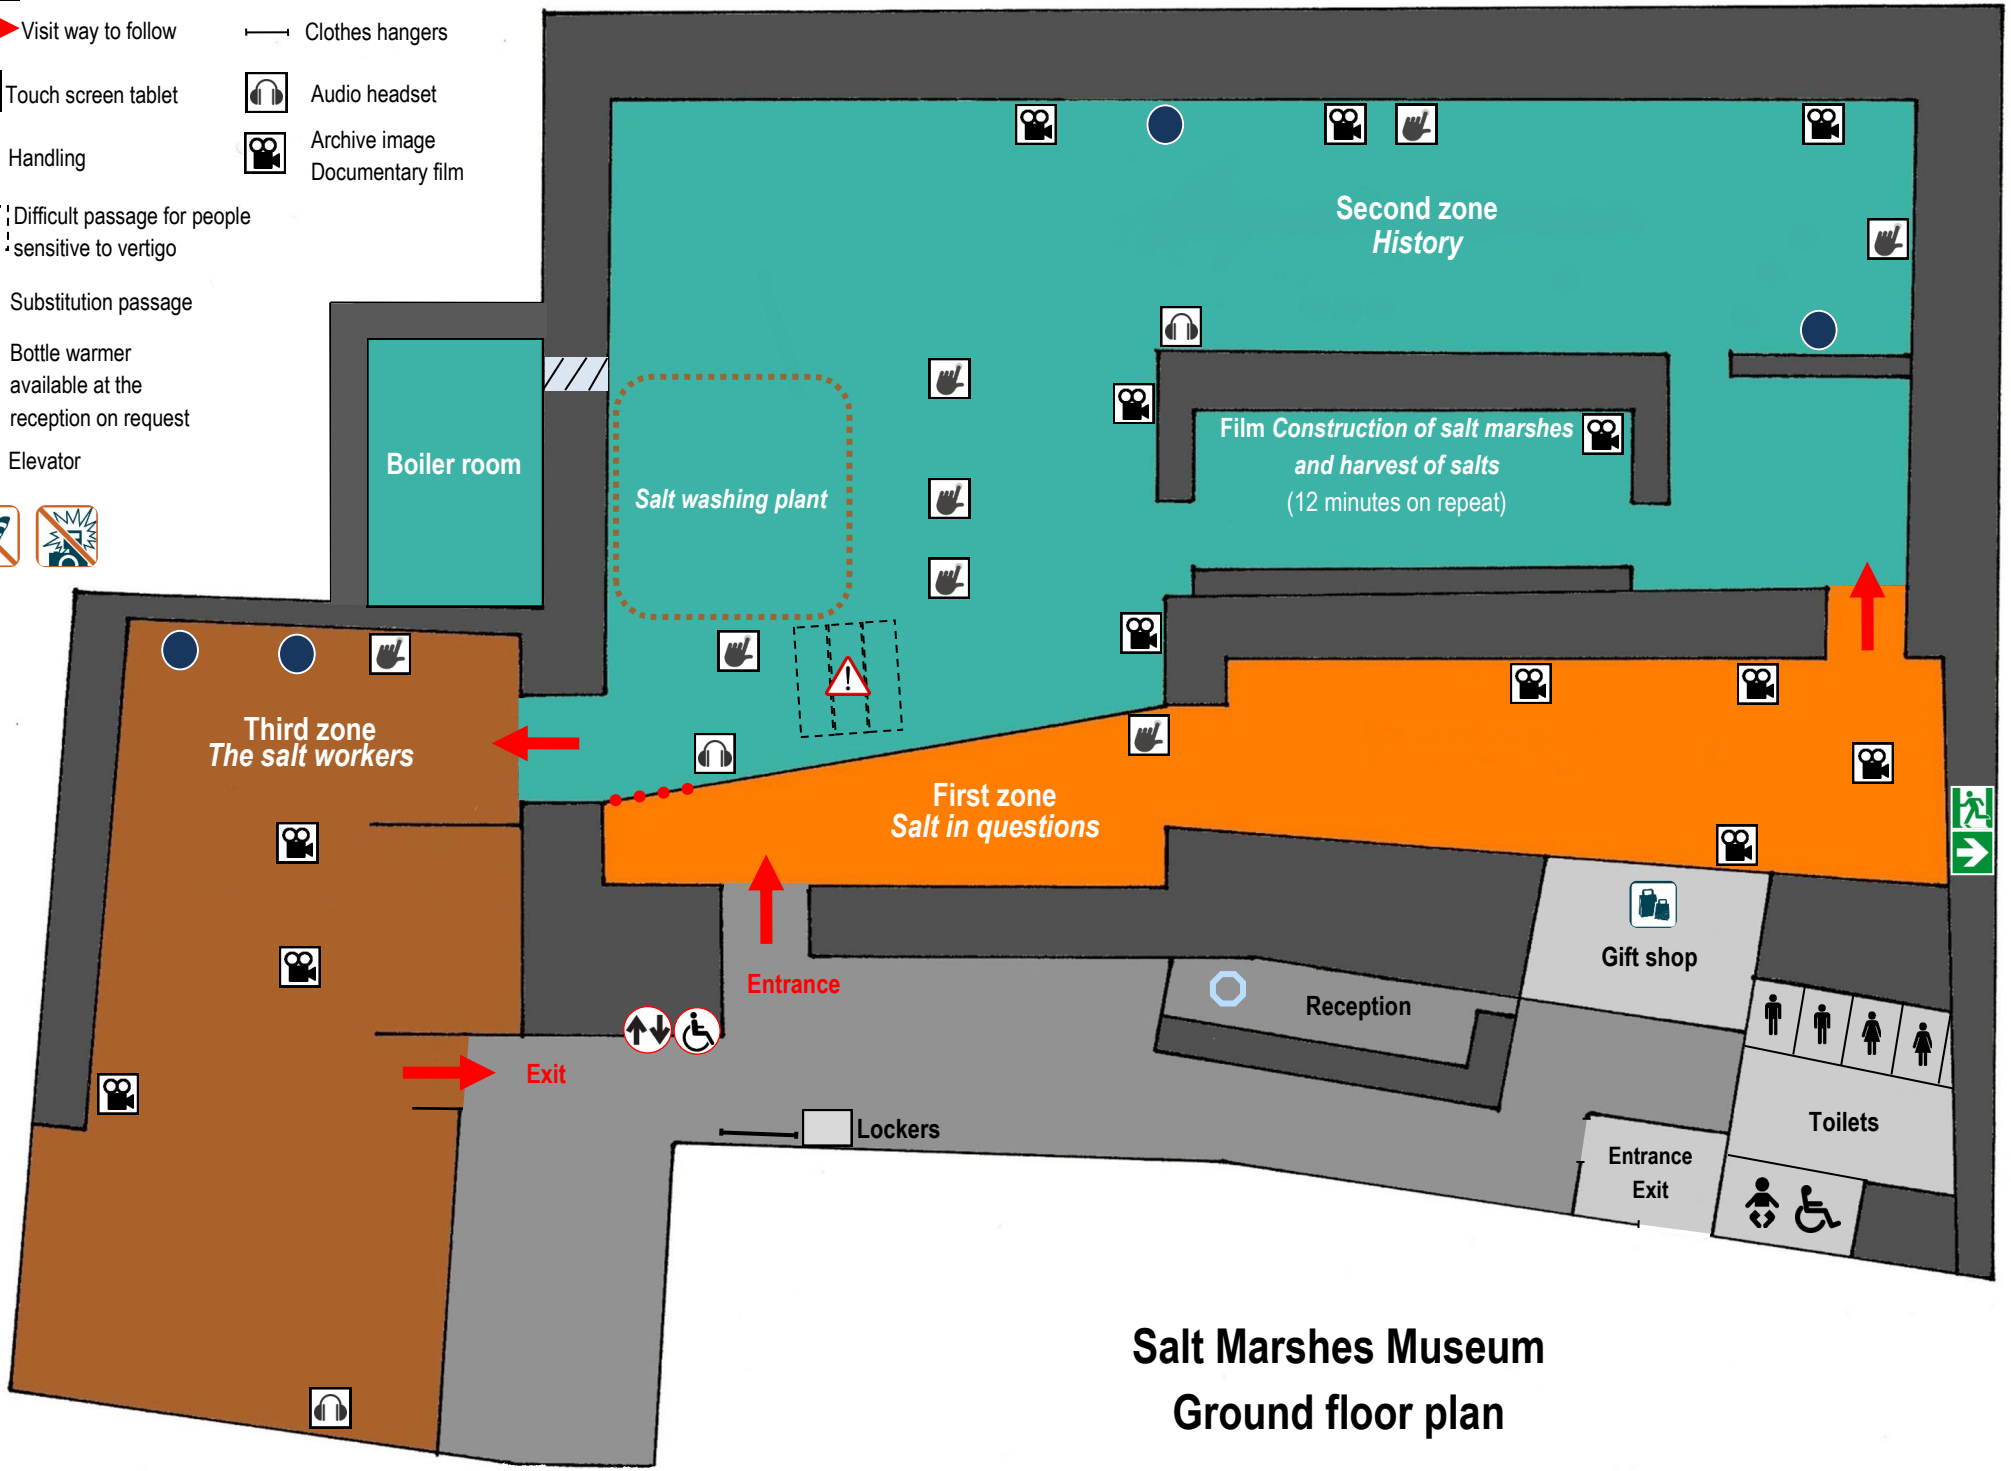 Visit way to follow
Clothes hangers
Touch screen tablet
Audio headset
Handling
Archive image
Documentary film
Difficult passage for people
sensitive to vertigo
Substitution passage
Bottle warmer
available at the
reception on request
Elevator
Second zone
History
Boiler room
Salt washing plant
Film Construction of salt marshes
and harvest of salts
(12 minutes on repeat)
Third zone
The salt workers
First zone
Salt in questions
Entrance
Exit
Gift shop
Reception
Lockers
Toilets
Entrance
Exit
Salt Marshes Museum
Ground floor plan